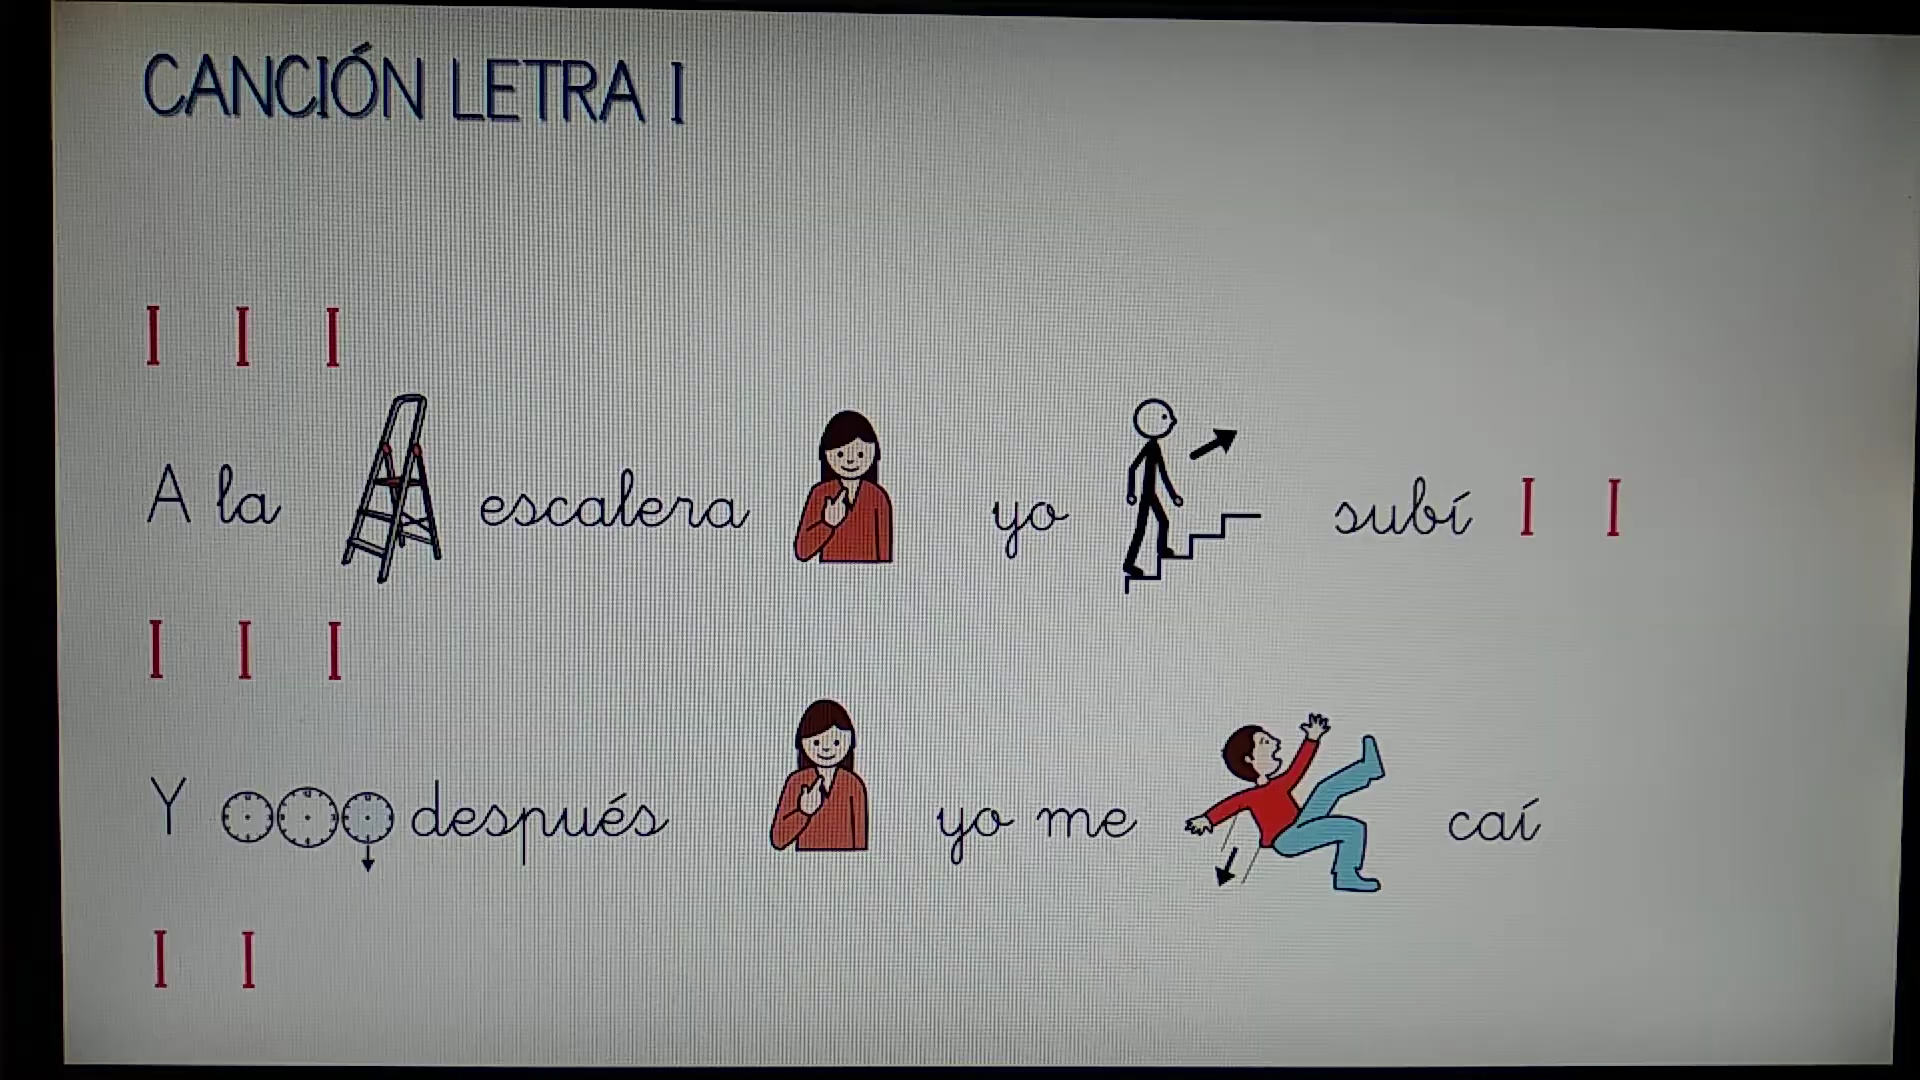 CANCIÓN LETRA I
I I I
A la escalera yo subí I I
I I I
Y después yo me caí
I I